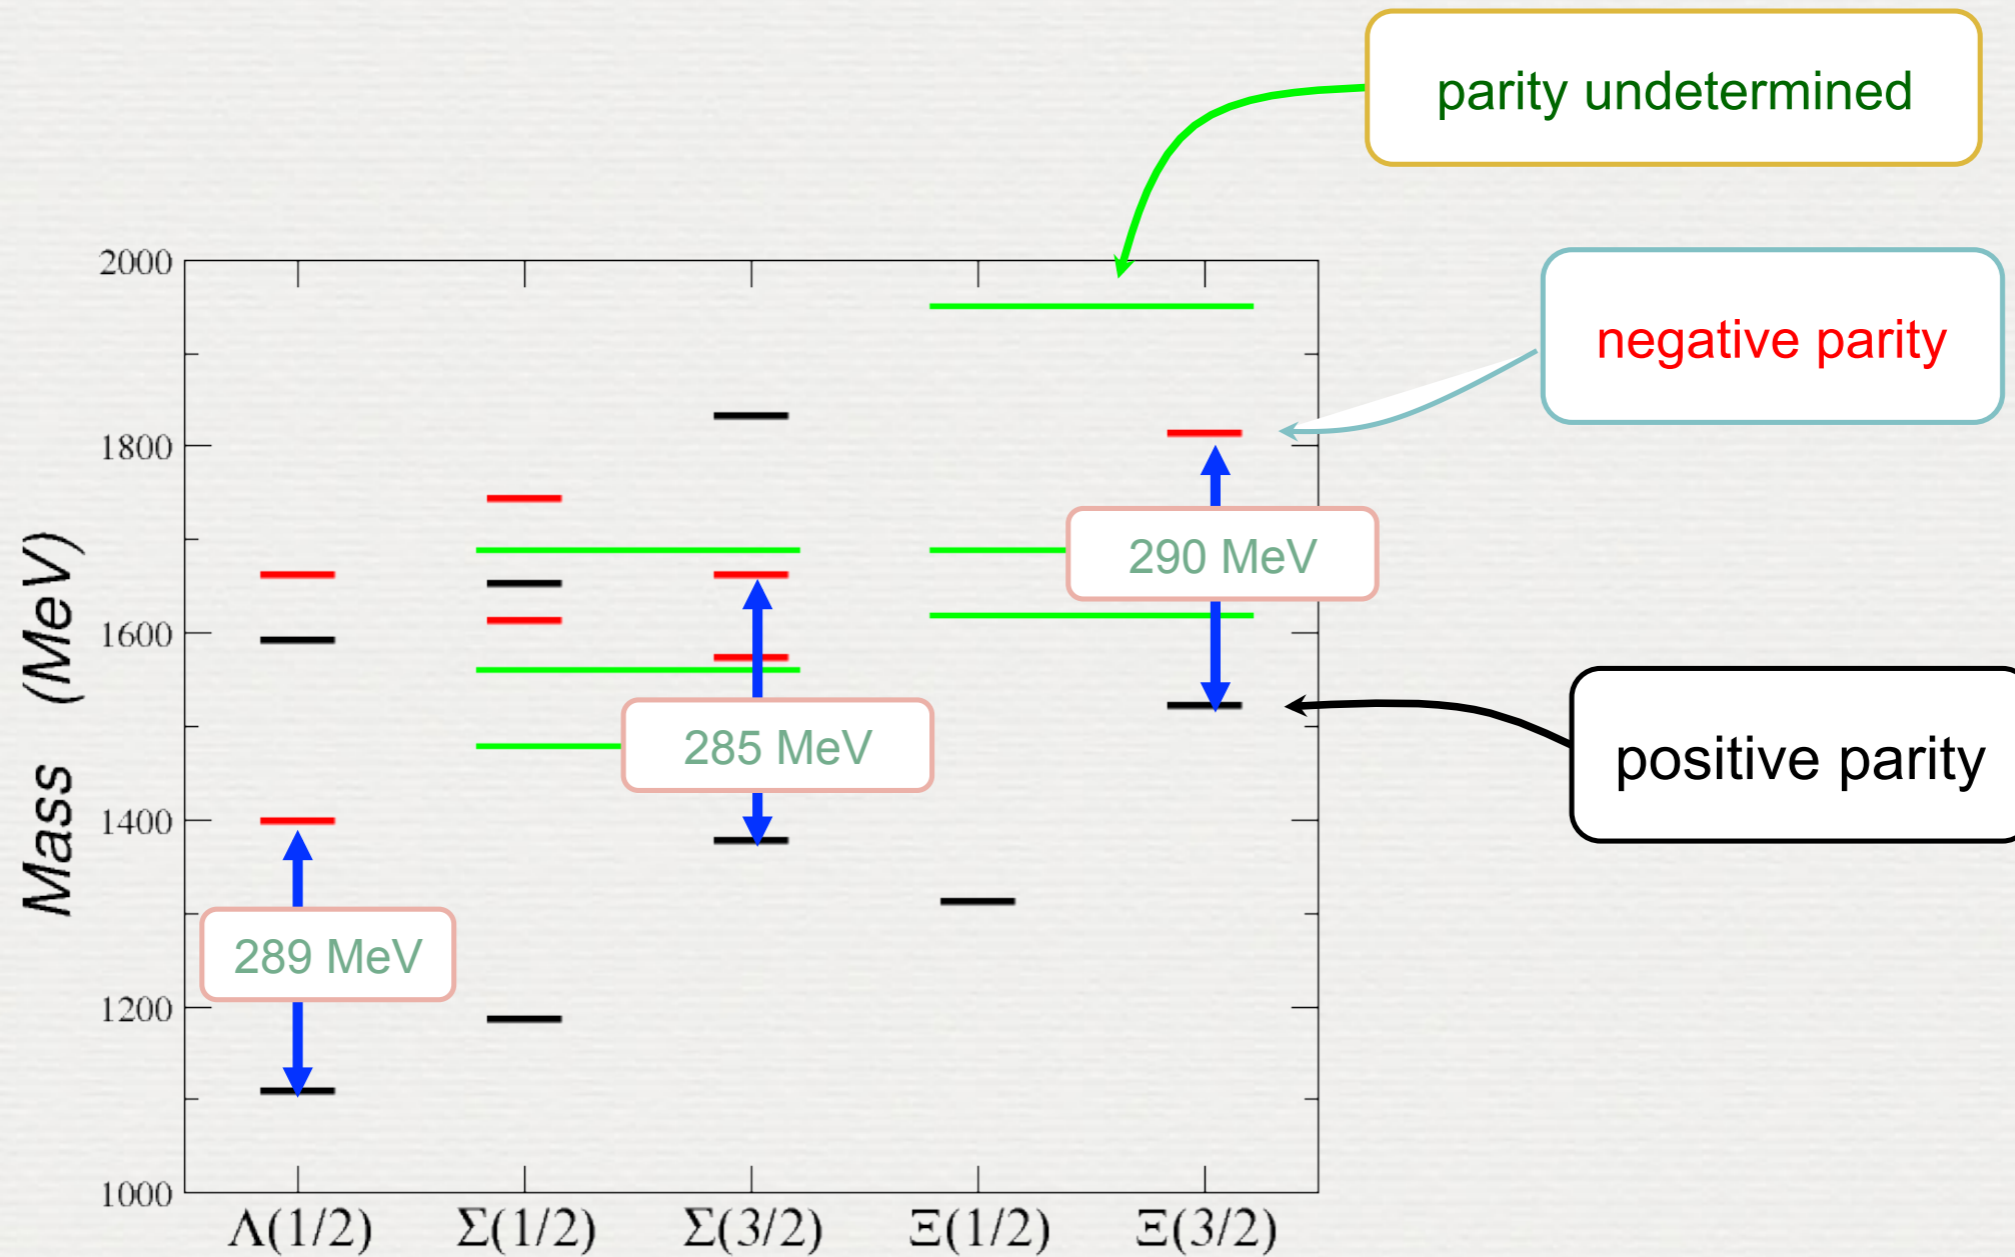 parity undetermined
negative parity
positive parity
290 MeV
285 MeV
289 MeV
Mass (MeV)
2000
1800
1600
1400
1200
1000
Λ(1/2) Σ(1/2) Σ(3/2) Ξ(1/2) Ξ(3/2)